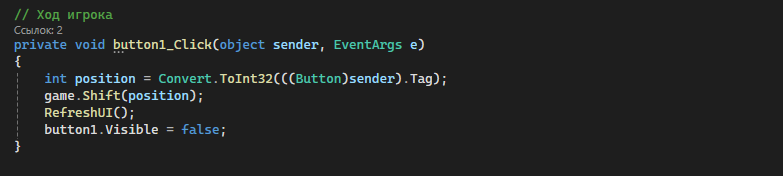 // Ход игрока
Ссылок: 2
private void button1_Click(object sender, EventArgs e)
{
int position = Convert.ToInt32(((Button)sender).Tag);
game.Shift(position);
RefreshUI();
button1.Visible = false;
}